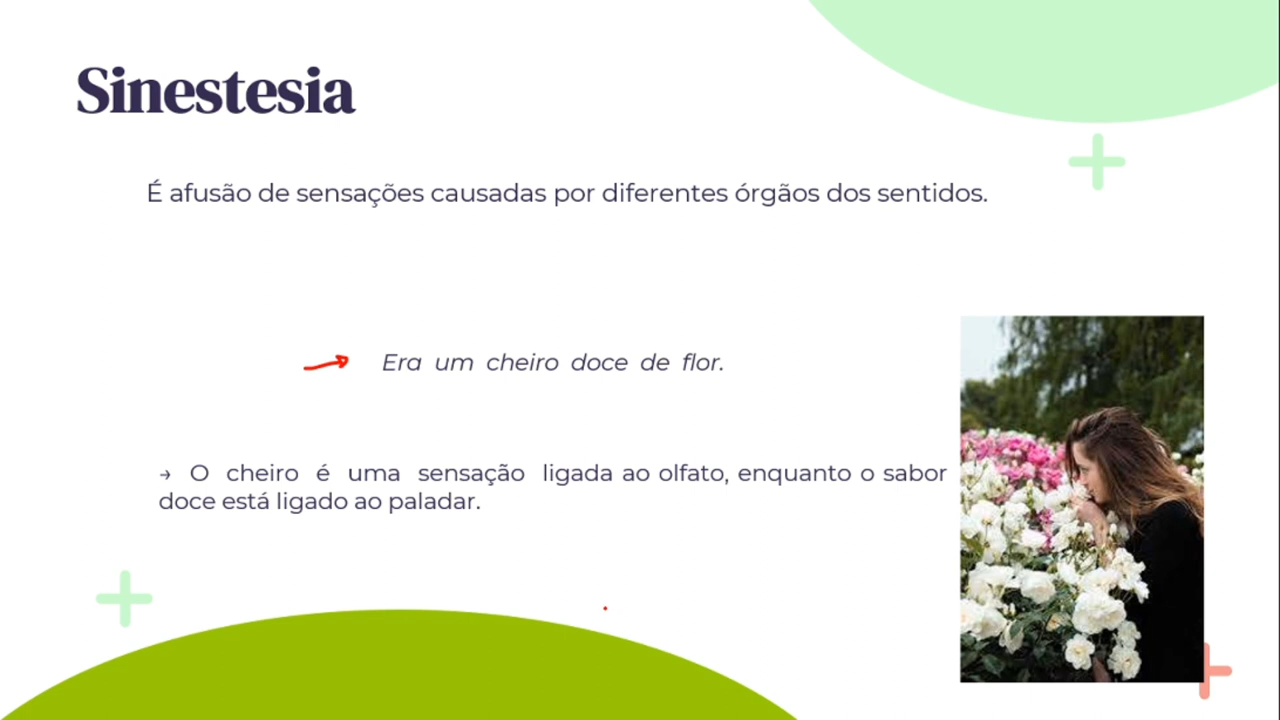 Sinestesia
É afusão de sensações causadas por diferentes órgãos dos sentidos.
Era um cheiro doce de flor.
→ O cheiro é uma sensação ligada ao olfato, enquanto o sabor
doce está ligado ao paladar.